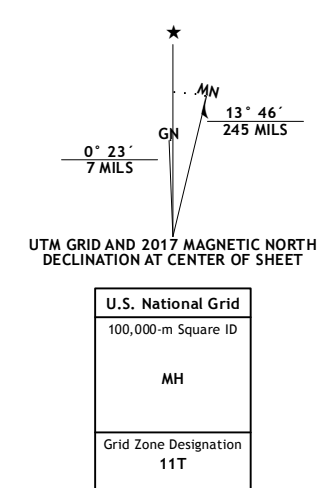 ★
MN
13° 46´
245 MILS
GN
0° 23´
7 MILS
UTM GRID AND 2017 MAGNETIC NORTH
DECLINATION AT CENTER OF SHEET
U.S. National Grid
100,000-m Square ID
MH
Grid Zone Designation
11T